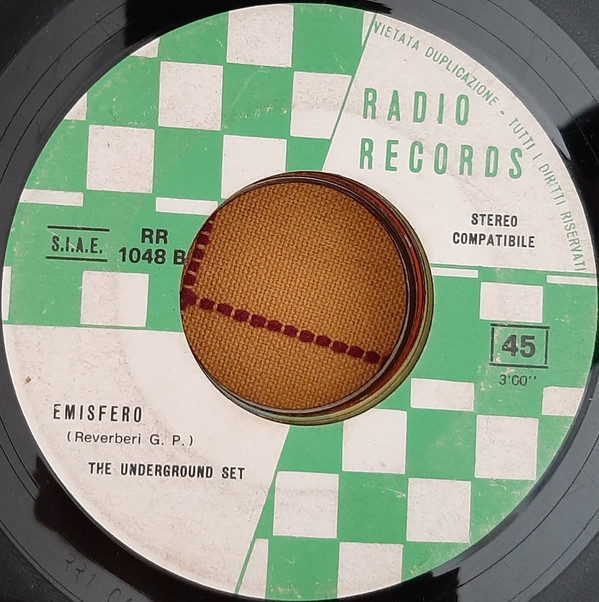 VIETATA DUPLICAZIONE - TUTTI I DIRITTI RISERVATI
RADIO
RECORDS
STEREO
COMPATIBILE
S.I.A.E.
RR
1048 B
45
3'00''
EMISFERO
(Reverberi G. P.)
THE UNDERGROUND SET